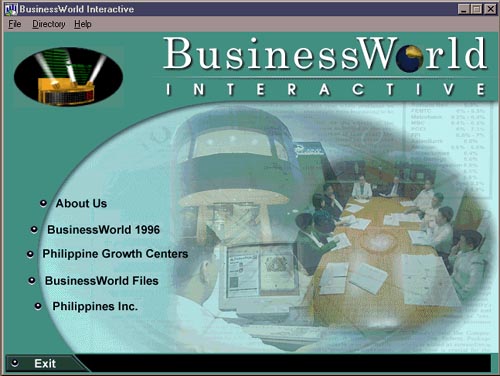 BusinessWorld Interactive
File Directory Help
BusinessWorld
INTERACTIVE
About Us
BusinessWorld 1996
Philippine Growth Centers
BusinessWorld Files
Philippines Inc.
Exit